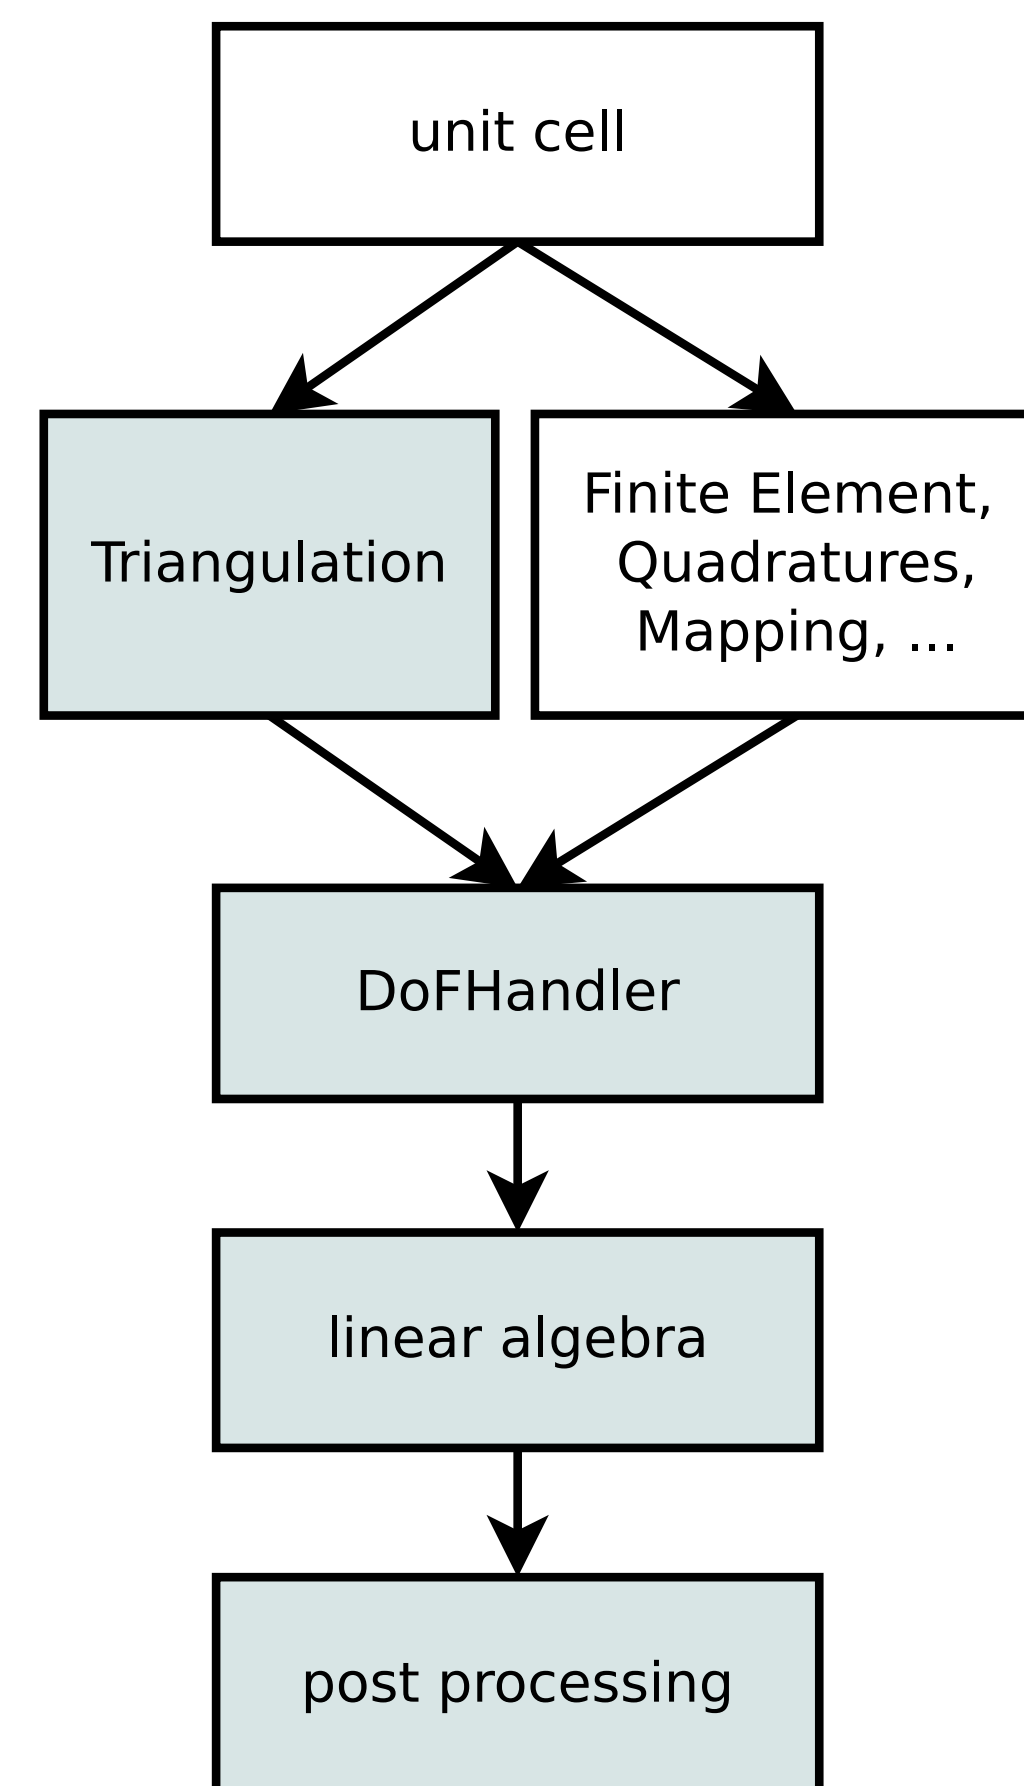 unit cell
Triangulation
Finite Element,
Quadratures,
Mapping, ...
DoFHandler
linear algebra
post processing